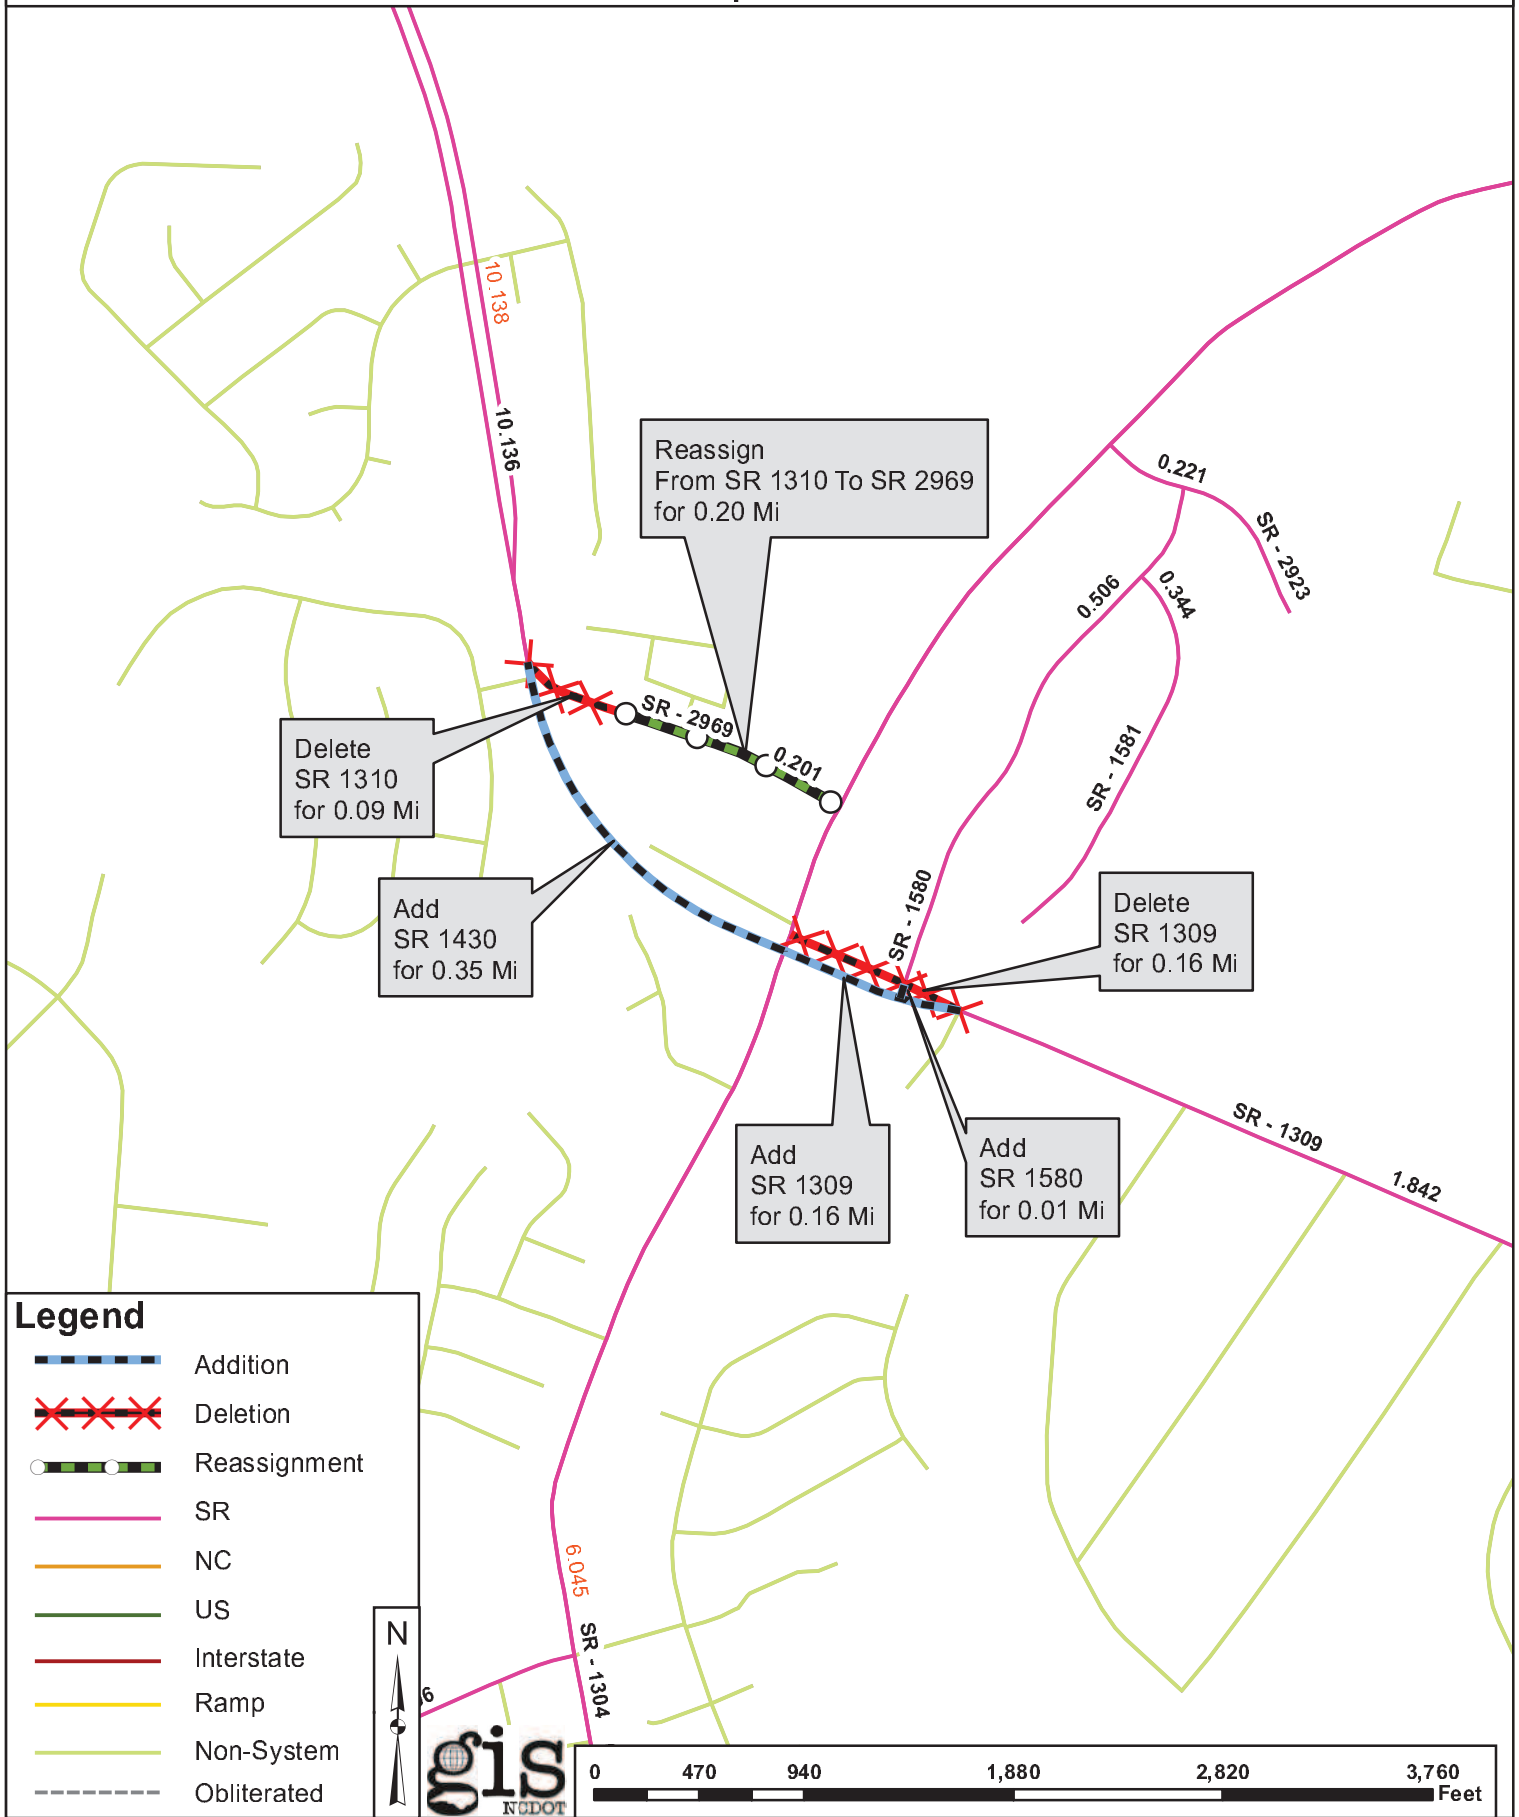 10.138
10.136
Reassign
From SR 1310 To SR 2969
for 0.20 Mi
0.221
SR - 2923
0.506
0.344
SR - 2969
0.201
SR - 1581
Delete
SR 1310
for 0.09 Mi
Add
SR 1430
for 0.35 Mi
SR - 1580
Delete
SR 1309
for 0.16 Mi
Add
SR 1309
for 0.16 Mi
Add
SR 1580
for 0.01 Mi
SR - 1309
1.842
Legend
Addition
Deletion
Reassignment
SR
NC
US
Interstate
Ramp
Non-System
Obliterated
N
6.045
SR - 1304
gis
NCDOT
0 470 940 1,880 2,820 3,760
Feet